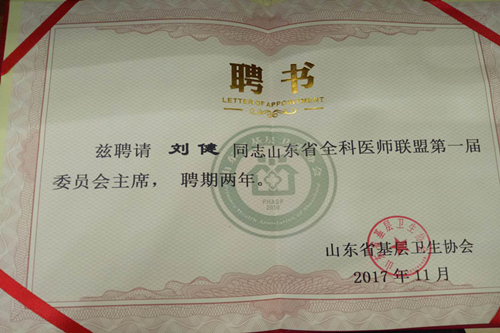 聘书
LETTER OF APPOINTMENT
兹聘请 刘健 同志山东省全科医师联盟第一届
委员会主席，聘期两年。
PHASP
山东省基层卫生协会
2017年11月